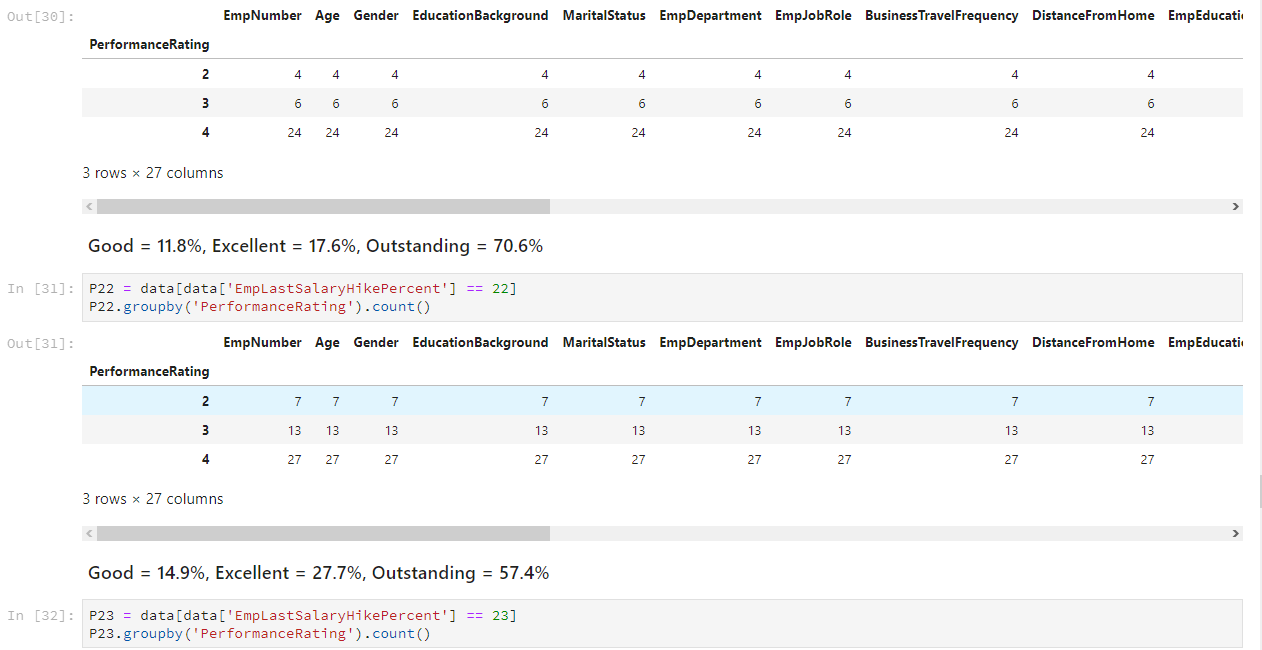 Out[30]:
EmpNumber Age Gender EducationBackground MaritalStatus EmpDepartment EmpJobRole BusinessTravelFrequency DistanceFromHome EmpEducatio
PerformanceRating
2 4 4 4 4 4 4 4 4 4
3 6 6 6 6 6 6 6 6 6
4 24 24 24 24 24 24 24 24 24
3 rows × 27 columns
Good = 11.8%, Excellent = 17.6%, Outstanding = 70.6%
In [31]: P22 = data[data['EmpLastSalaryHikePercent'] == 22]
P22.groupby('PerformanceRating').count()
Out[31]:
EmpNumber Age Gender EducationBackground MaritalStatus EmpDepartment EmpJobRole BusinessTravelFrequency DistanceFromHome EmpEducatio
PerformanceRating
2 7 7 7 7 7 7 7 7 7
3 13 13 13 13 13 13 13 13 13
4 27 27 27 27 27 27 27 27 27
3 rows × 27 columns
Good = 14.9%, Excellent = 27.7%, Outstanding = 57.4%
In [32]: P23 = data[data['EmpLastSalaryHikePercent'] == 23]
P23.groupby('PerformanceRating').count()